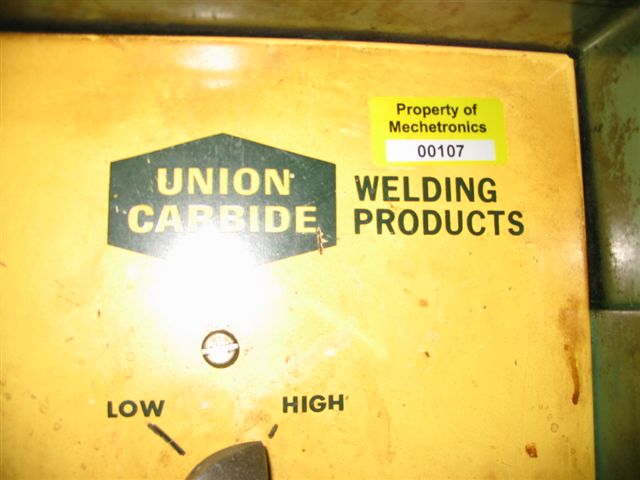 Property of
Mechetronics
00107
UNION
CARBIDE
WELDING
PRODUCTS
LOW
HIGH